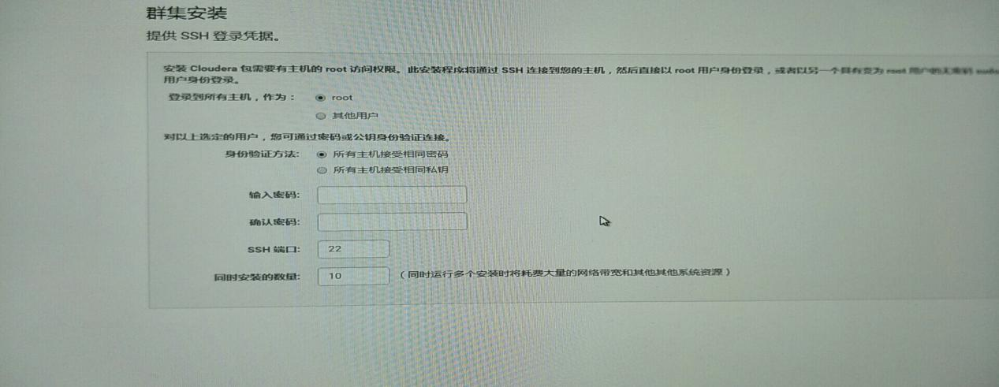 群集安装
提供 SSH 登录凭据。
安装 Cloudera 包需要有主机的 root 访问权限。此安装程序将通过 SSH 连接到您的主机，然后直接以 root 用户身份登录，或者以另一个具有变为 root 用户的无密码
用户身份登录。
登录到所有主机，作为： root
其他用户
对以上选定的用户，您可通过密码或公钥身份验证连接。
身份验证方法: 所有主机接受相同密码
所有主机接受相同私钥
输入密码:
确认密码:
SSH 端口: 22
同时安装的数量: 10 （同时运行多个安装时将耗费大量的网络带宽和其他其他系统资源）